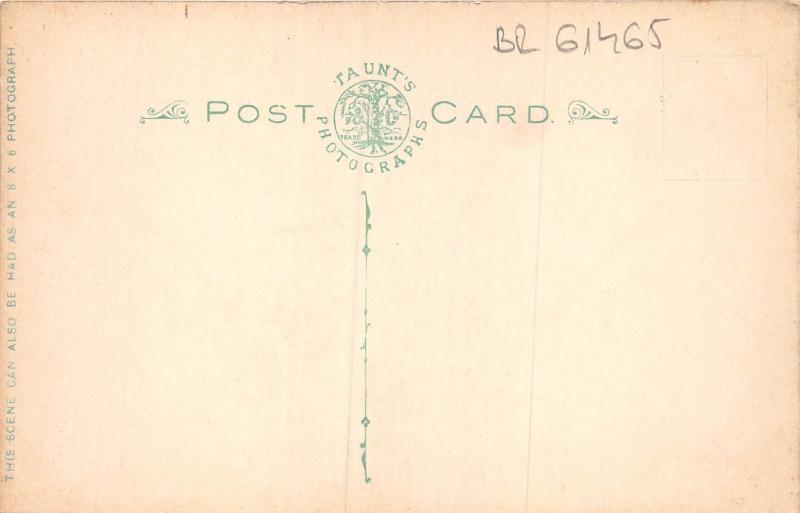 BR 61465
TAUNT'S
POST CARD.
& Co
TRADE MARK
PHOTOGRAPHS
THIS SCENE CAN ALSO BE HAD AS AN 8 X 6 PHOTOGRAPH